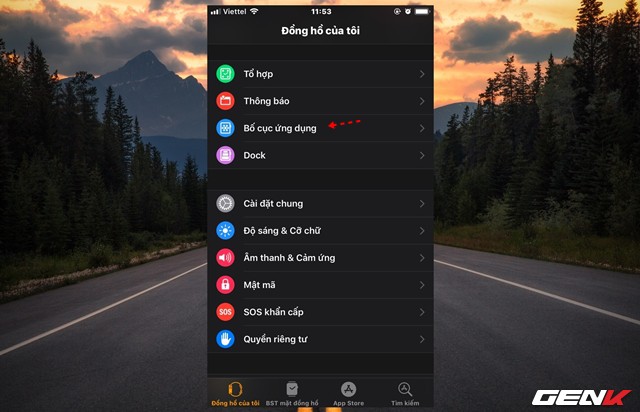 Viettel 11:53
Đồng hồ của tôi
Tổ hợp
Thông báo
Bố cục ứng dụng
Dock
Cài đặt chung
Độ sáng & Cỡ chữ
Âm thanh & Cảm ứng
Mật mã
SOS SOS khẩn cấp
Quyền riêng tư
Đồng hồ của tôi BST mặt đồng hồ App Store Tìm kiếm
GENK